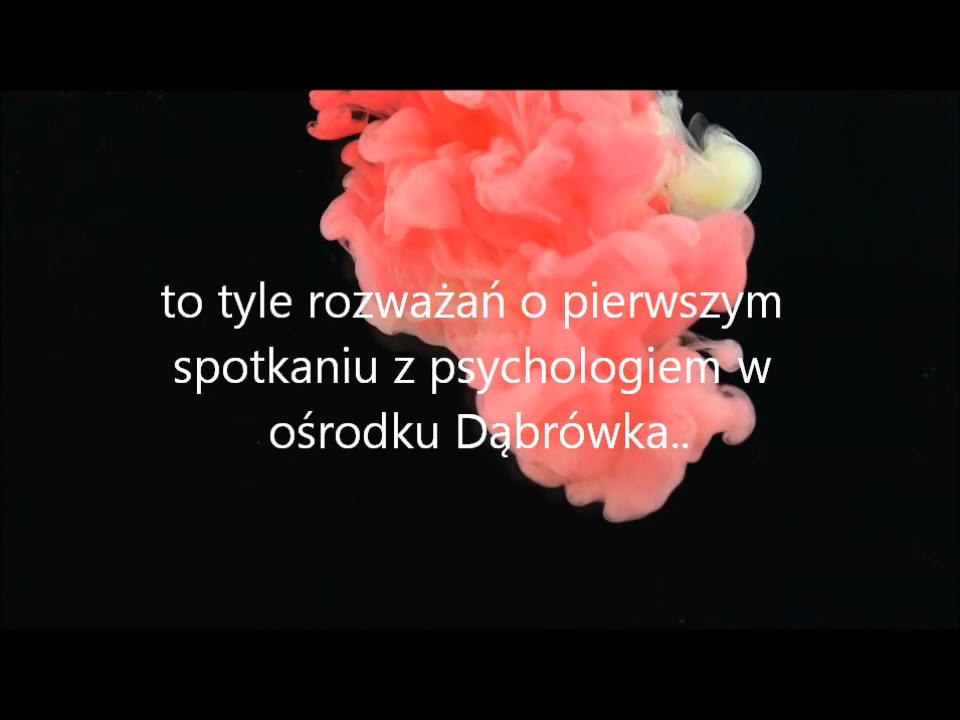 to tyle rozważań o pierwszym
spotkaniu z psychologiem w
ośrodku Dąbrówka..